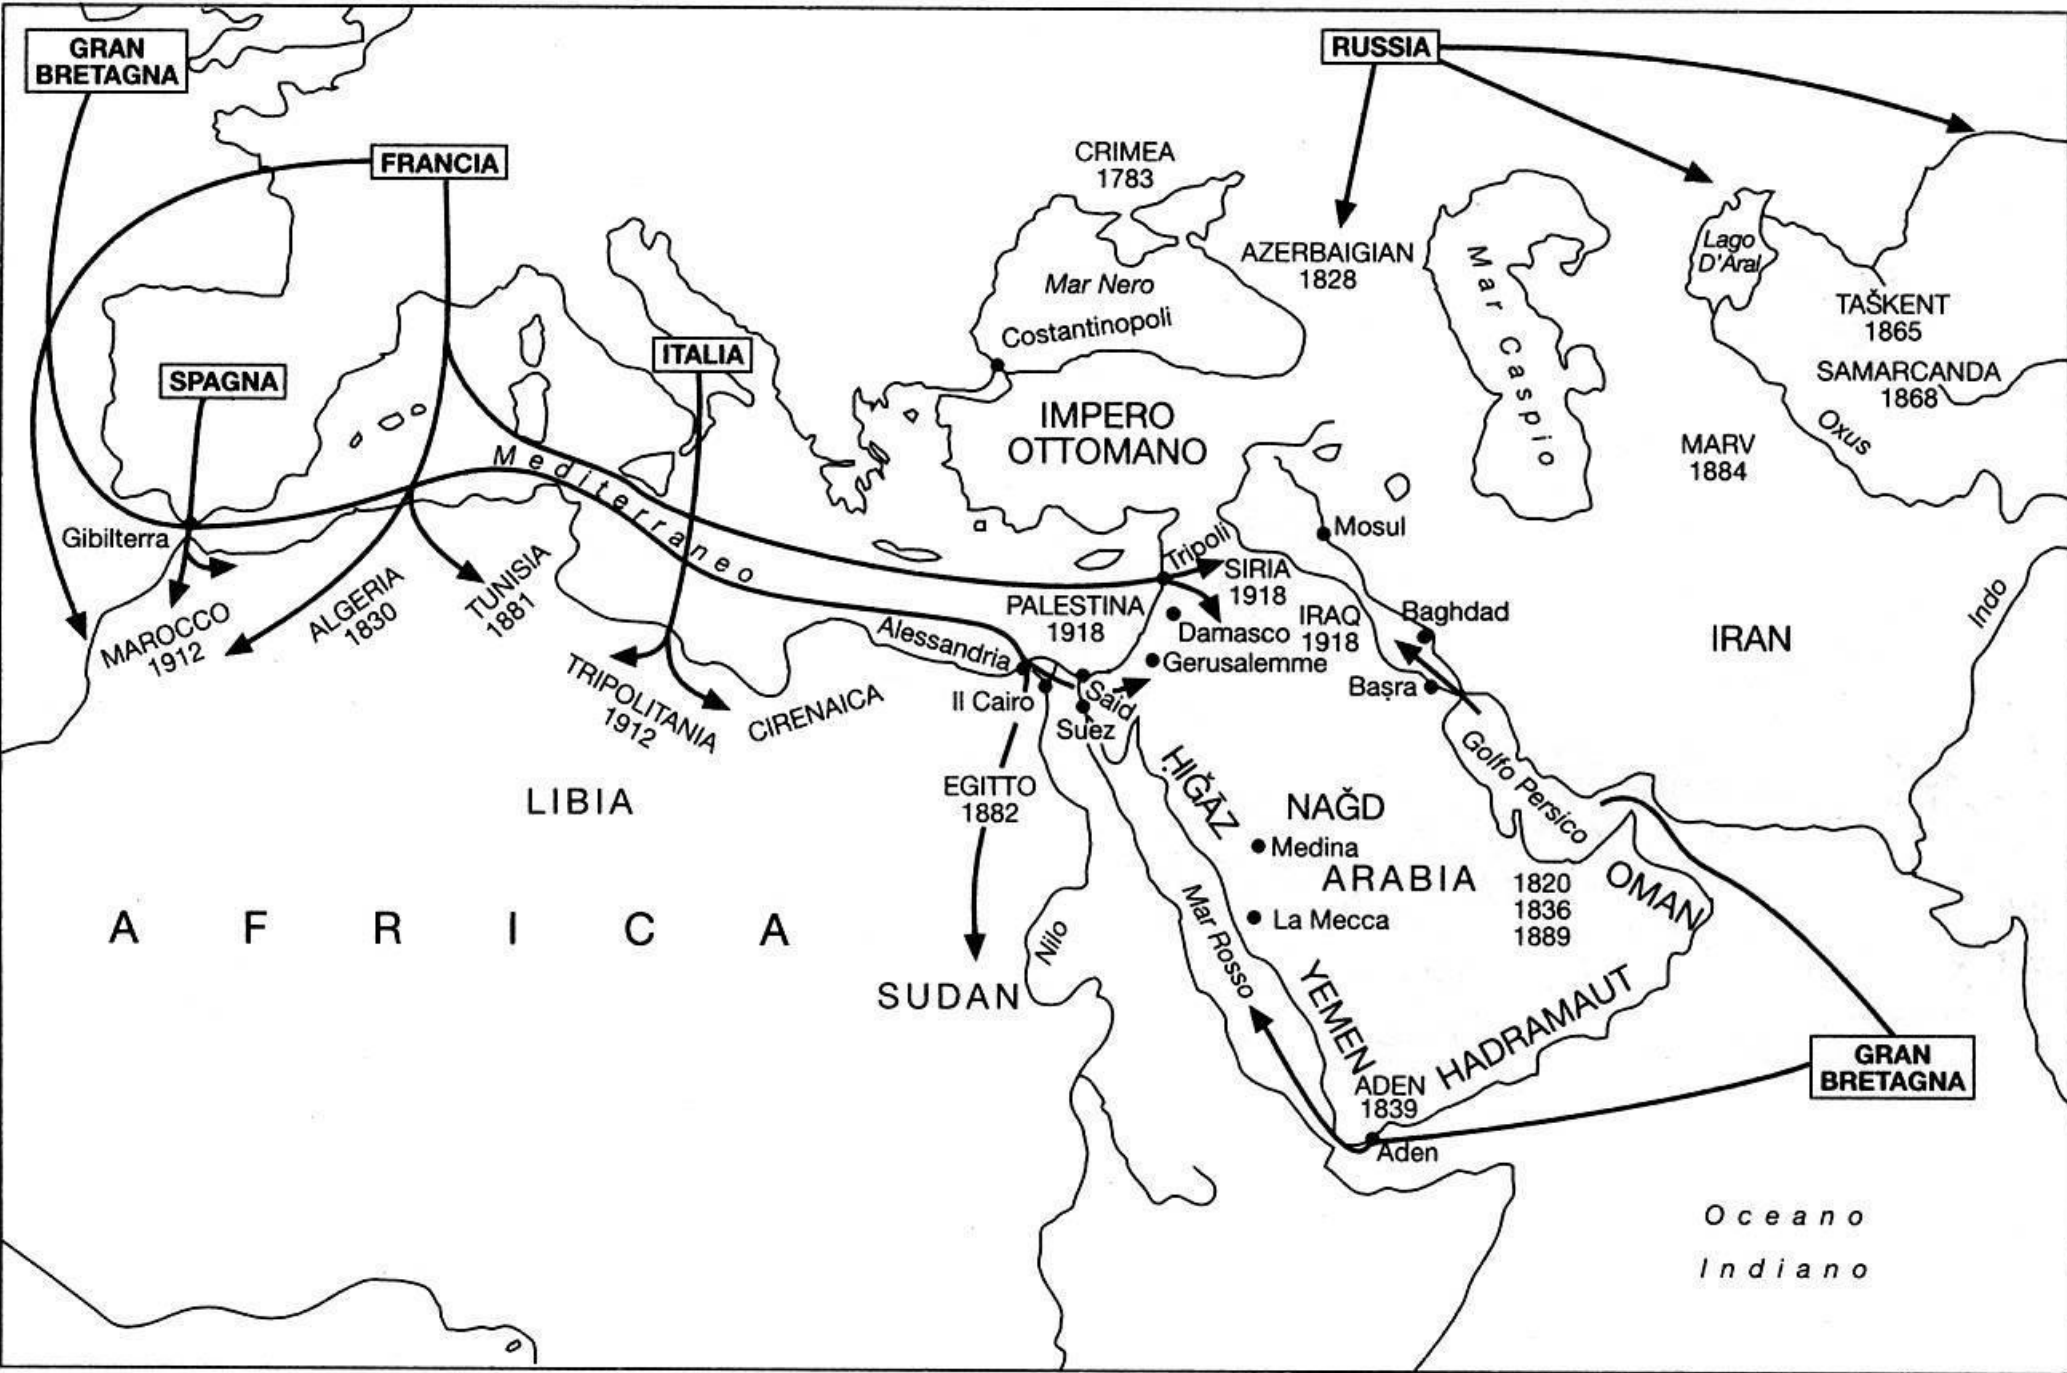 GRAN
BRETAGNA
RUSSIA
FRANCIA
CRIMEA
1783
AZERBAIGIAN
1828
Mar Nero
Costantinopoli
Mar Caspio
Lago
D'Aral
TAŠKENT
1865
SAMARCANDA
1868
MARV
1884
Oxus
SPAGNA
ITALIA
IMPERO
OTTOMANO
Mediterraneo
Gibilterra
MAROCCO
1912
ALGERIA
1830
TUNISIA
1881
TRIPOLITANIA
1912
CIRENAICA
Mosul
Tripoli
SIRIA
1918
PALESTINA
1918
Damasco
IRAQ
1918
Baghdad
Gerusalemme
Baṣra
IRAN
Indo
Alessandria
Il Cairo
Said
Suez
EGITTO
1882
LIBIA
ḤIĞĀZ
NAĞD
Golfo Persico
Medina
ARABIA
1820
1836
1889
OMAN
La Mecca
Mar Rosso
AFRICA
Nilo
SUDAN
YEMEN
HADRAMAUT
ADEN
1839
Aden
GRAN
BRETAGNA
Oceano
Indiano